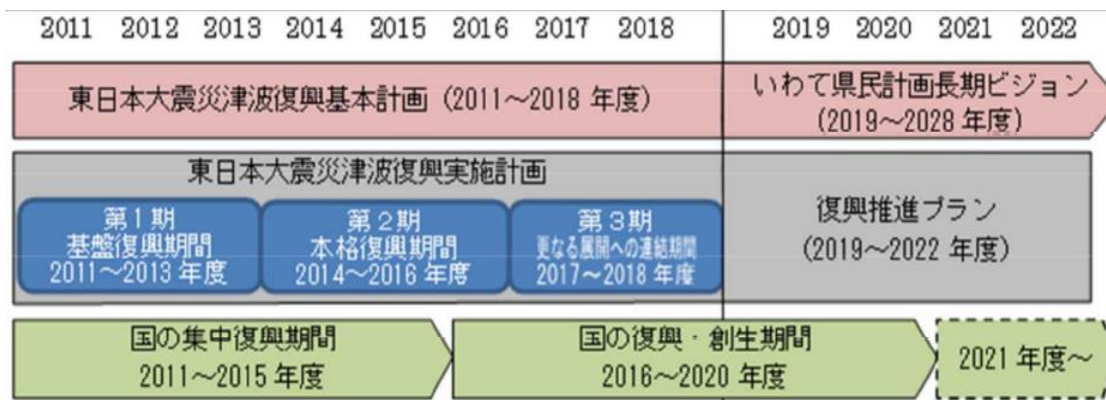 2011 2012 2013 2014 2015 2016 2017 2018 2019 2020 2021 2022
東日本大震災津波復興基本計画（2011～2018 年度）
いわて県民計画長期ビジョン
（2019～2028 年度）
東日本大震災津波復興実施計画
第１期
基盤復興期間
2011～2013 年度
第２期
本格復興期間
2014～2016 年度
第３期
更なる展開への連結期間
2017～2018 年度
復興推進プラン
（2019～2022 年度）
国の集中復興期間
2011～2015 年度
国の復興・創生期間
2016～2020 年度
2021 年度～